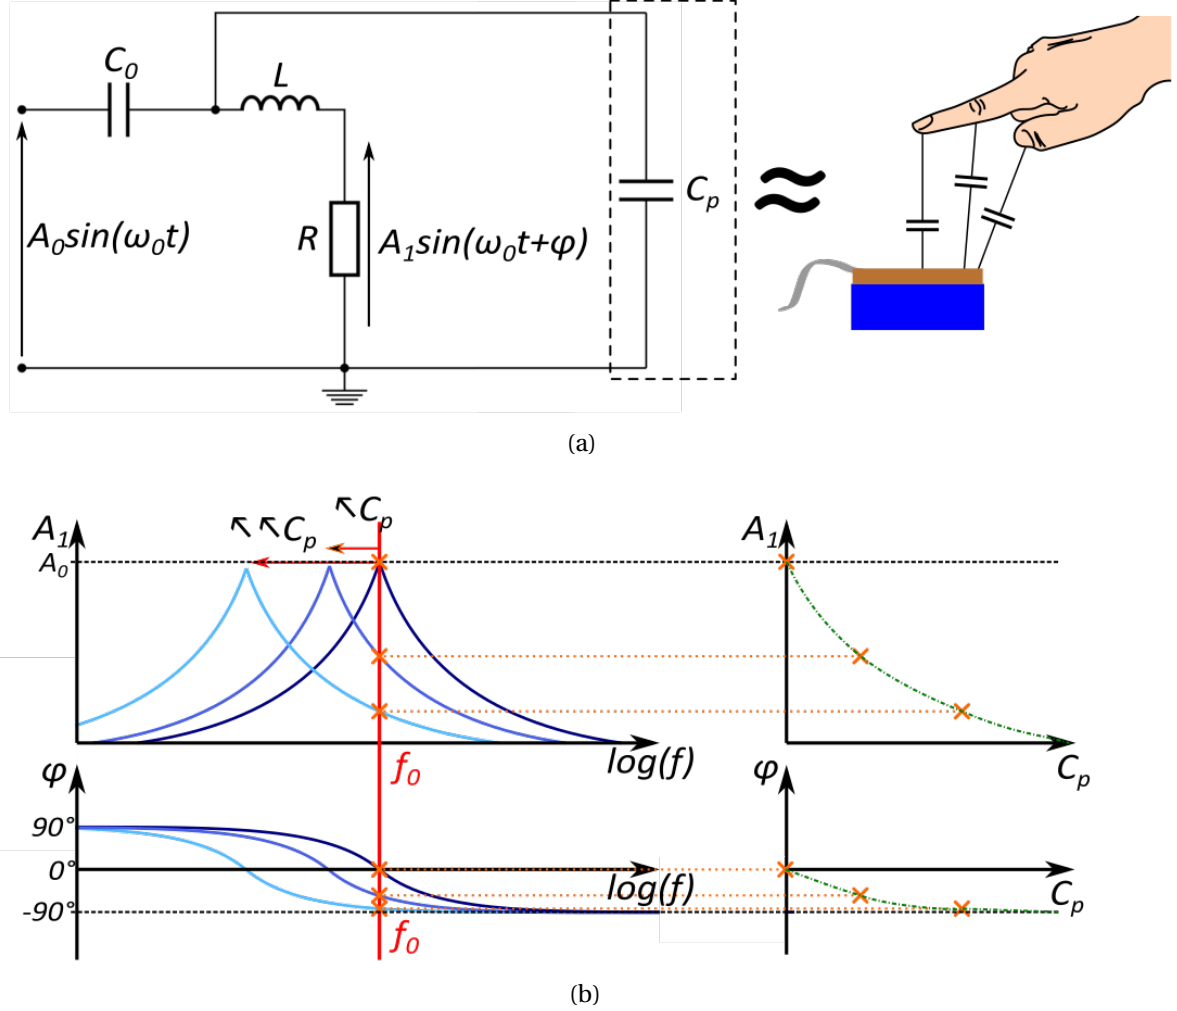 C₀
L
A₀sin(ω₀t)
R
A₁sin(ω₀t+φ)
Cₚ
≈
(a)
↖↖Cₚ
↖Cₚ
A₁
A₀
log(f)
f₀
A₁
Cₚ
φ
90°
0°
-90°
log(f)
f₀
φ
Cₚ
(b)